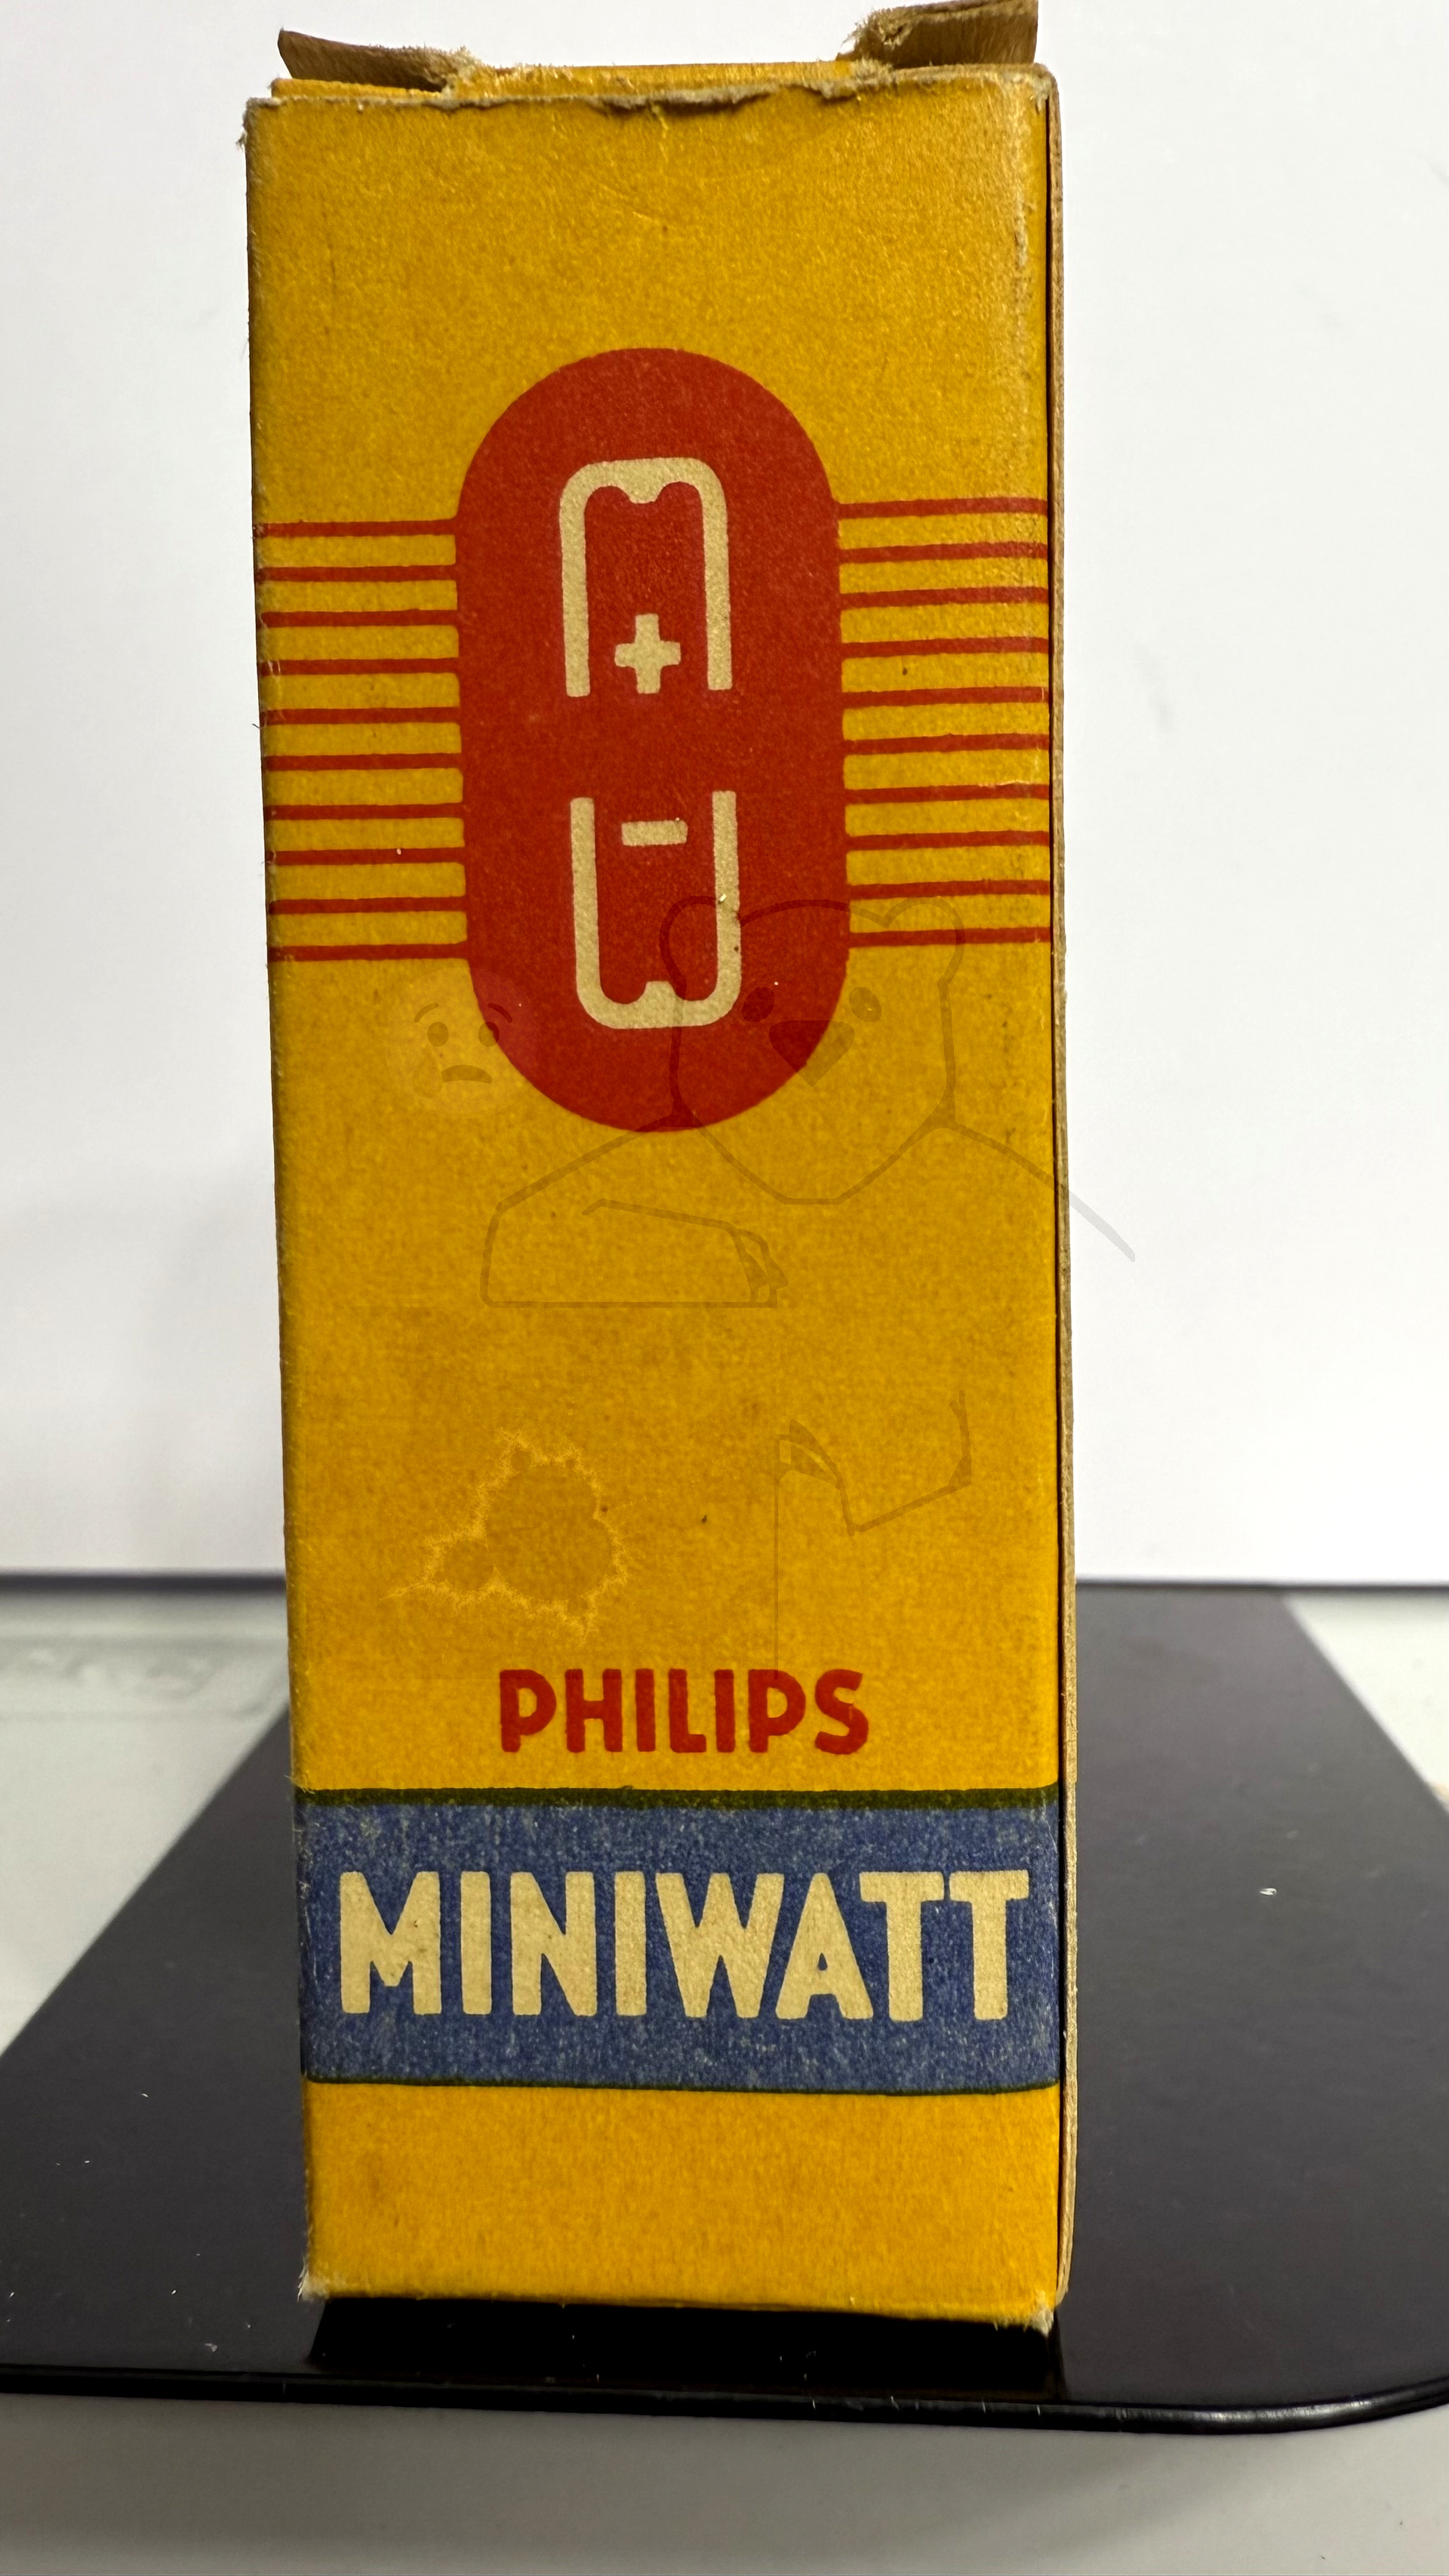 +
-
PHILIPS
MINIWATT